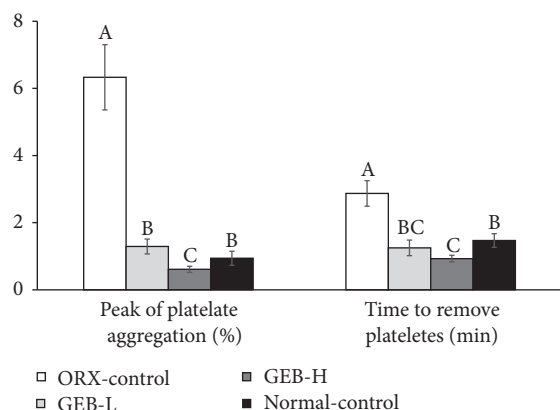 8
6
4
2
0
A
B
C
B
A
BC
C
B
Peak of platelate
aggregation (%)
Time to remove
plateletes (min)
ORX-control
GEB-L
GEB-H
Normal-control